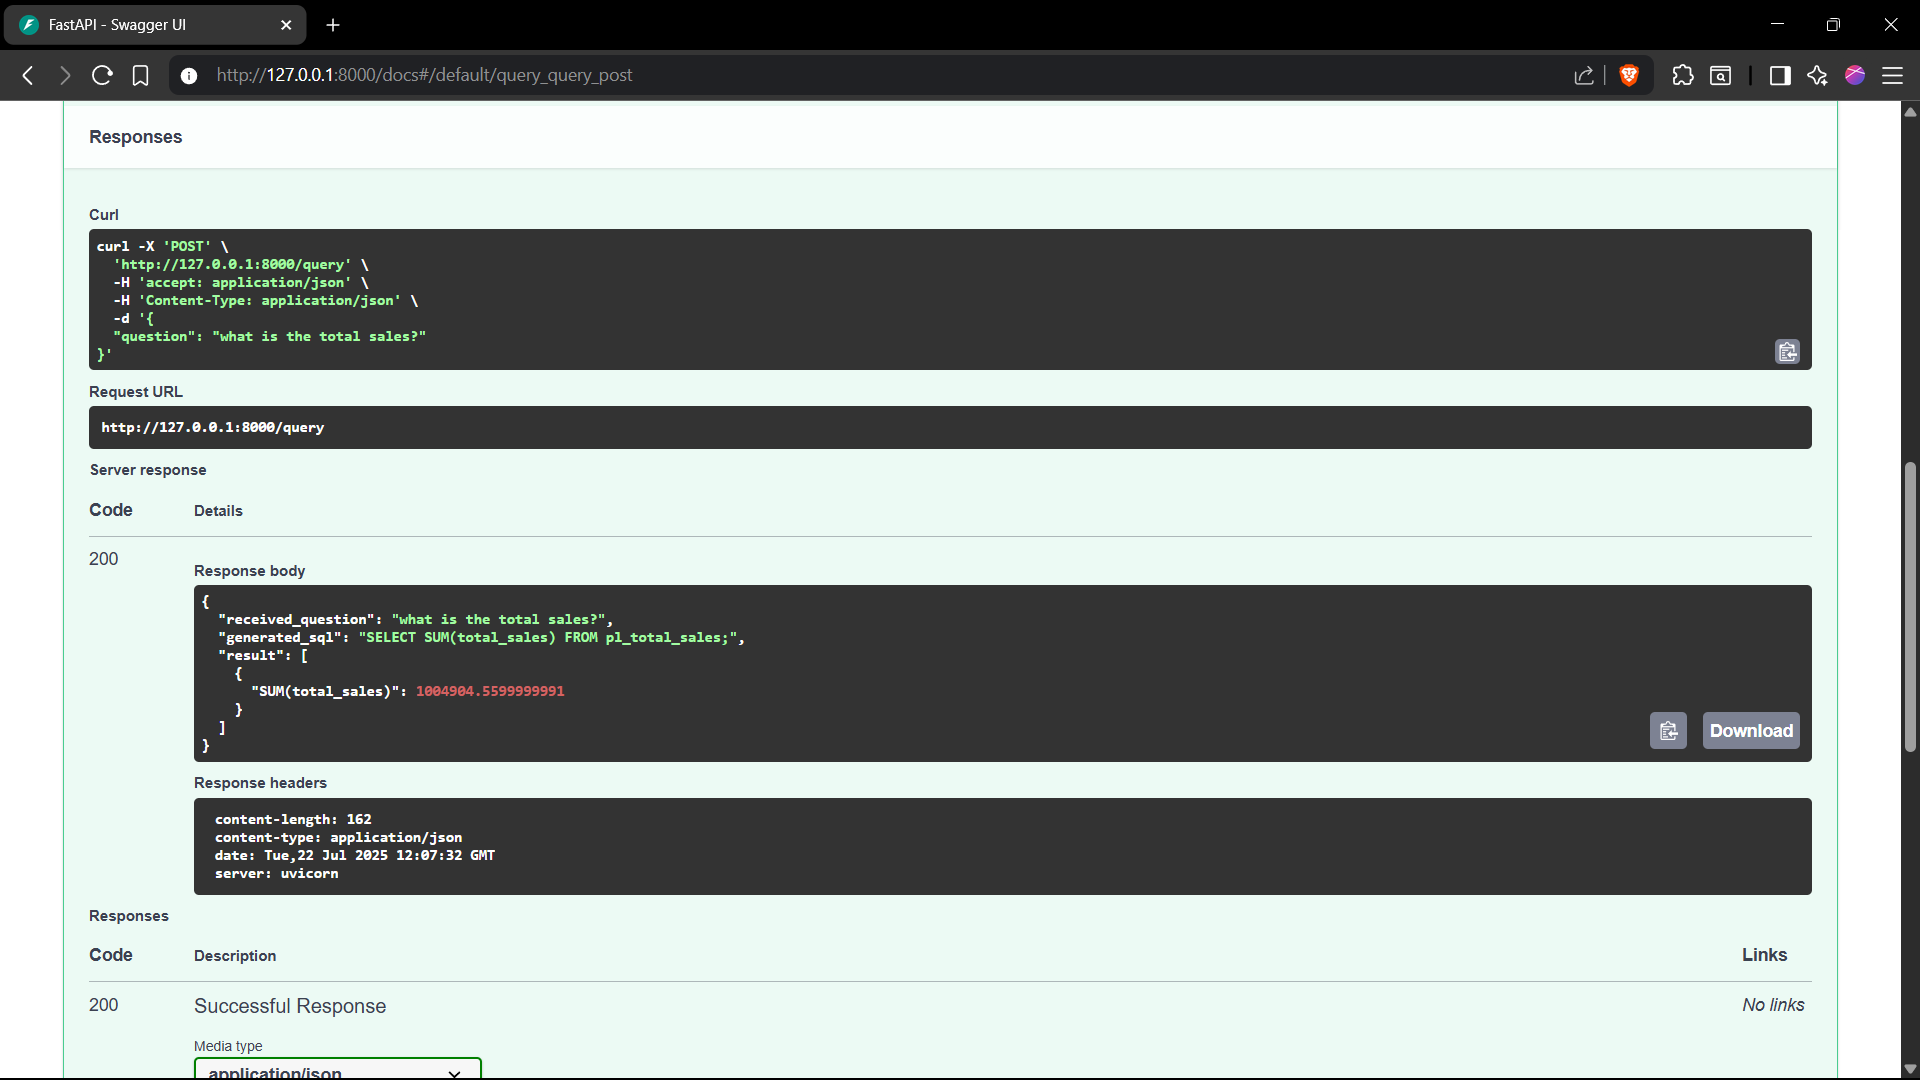 FastAPI - Swagger UI
http://127.0.0.1:8000/docs#/default/query_query_post
Responses
Curl
curl -X 'POST' \
'http://127.0.0.1:8000/query' \
-H 'accept: application/json' \
-H 'Content-Type: application/json' \
-d '{
"question": "what is the total sales?"
}'
Request URL
http://127.0.0.1:8000/query
Server response
Code Details
200
Response body
{
"received_question": "what is the total sales?",
"generated_sql": "SELECT SUM(total_sales) FROM pl_total_sales;",
"result": [
{
"SUM(total_sales)": 1004904.5599999991
}
]
}
Download
Response headers
content-length: 162
content-type: application/json
date: Tue,22 Jul 2025 12:07:32 GMT
server: uvicorn
Responses
Code Description Links
200 Successful Response No links
Media type
application/json